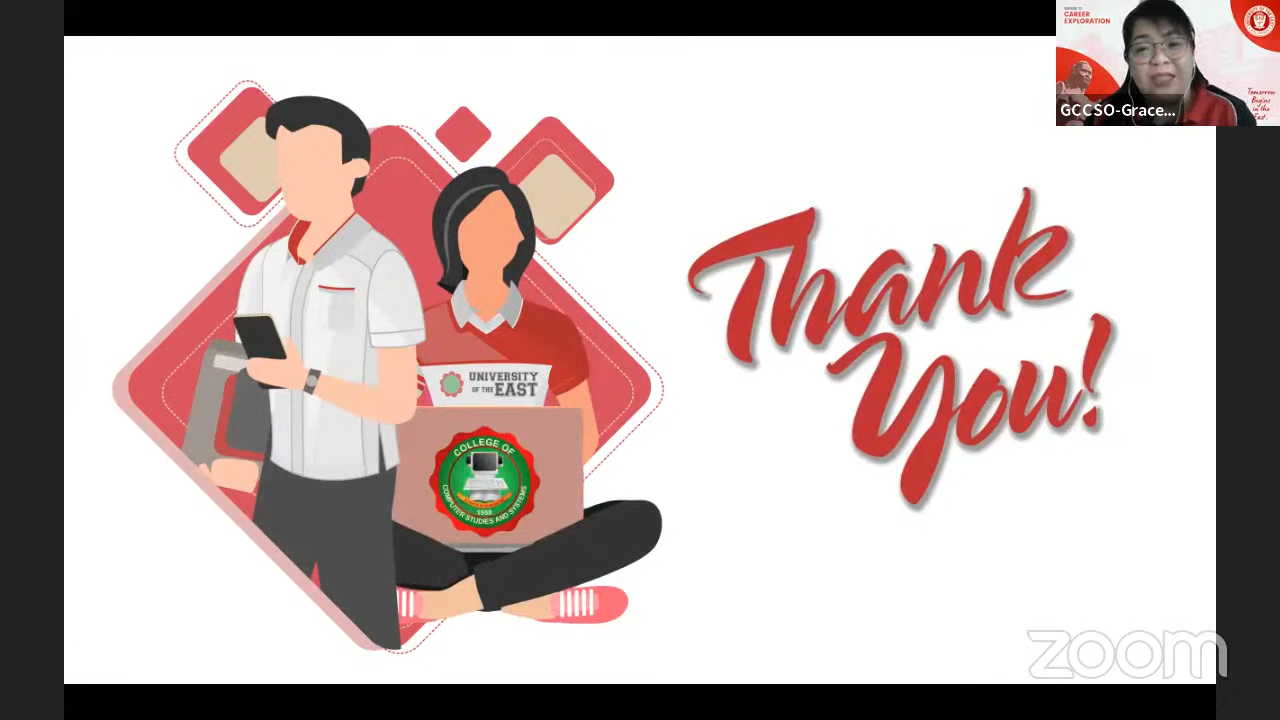 CAREER
EXPLORATION
GCCSO-Grace...
Tomorrow
Begins
in the
East.
Thank
You!
UNIVERSITY
OF THE EAST
COLLEGE OF
COMPUTER STUDIES AND SYSTEMS
1988
zoom